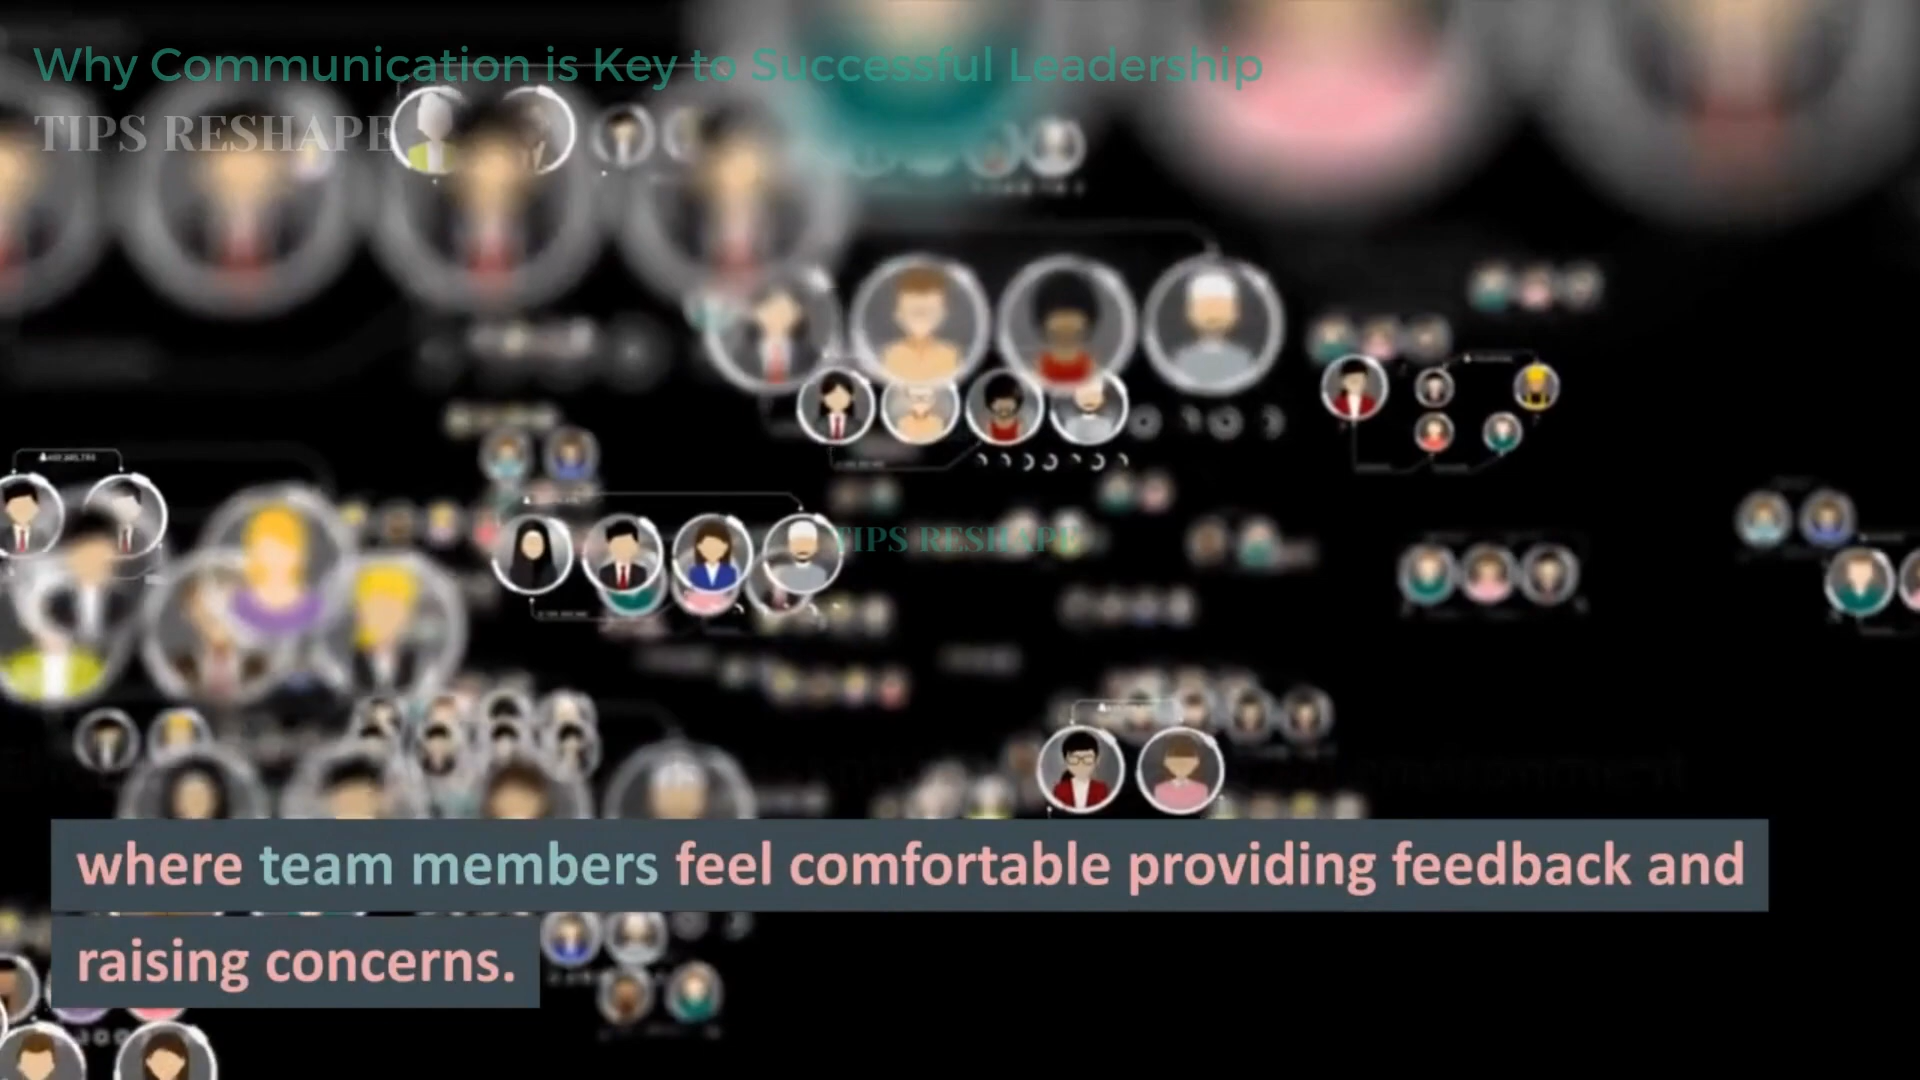 Why Communication is Key to Successful Leadership
TIPS RESHAPE
TIPS RESHAPE
where team members feel comfortable providing feedback and
raising concerns.